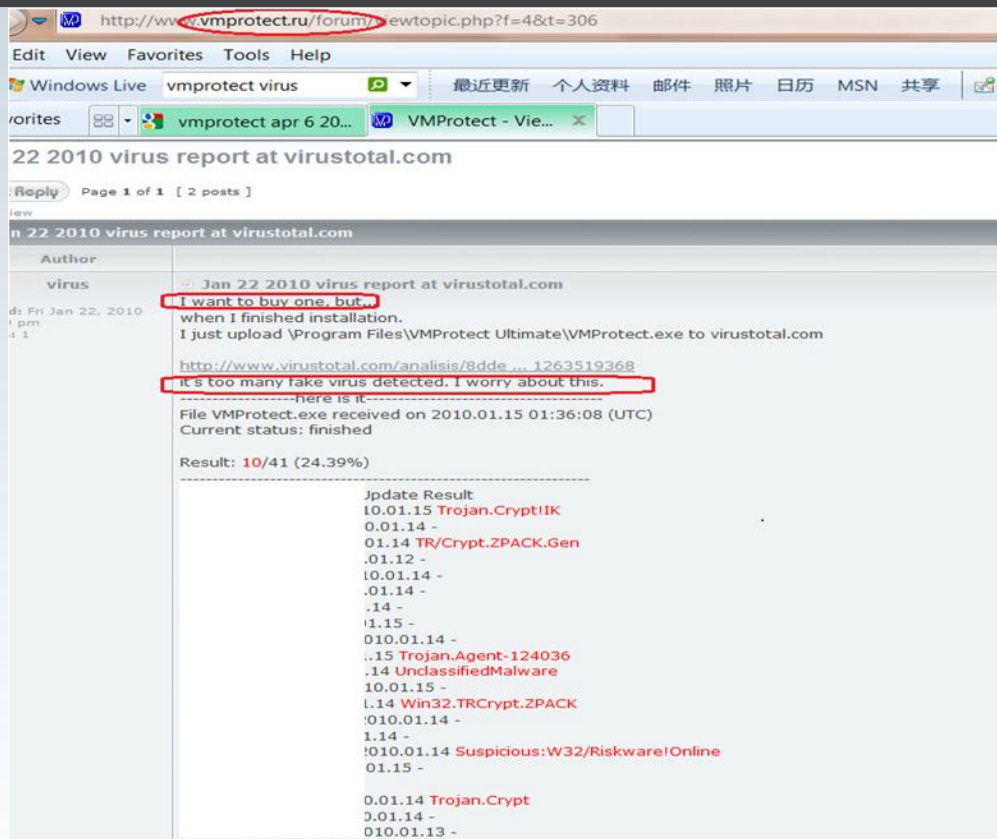 http://www.vmprotect.ru/forum/viewtopic.php?f=4&t=306
Edit View Favorites Tools Help
Windows Live vmprotect virus 最近更新 个人资料 邮件 照片 日历 MSN 共享
vorites vmprotect apr 6 20... VMProtect - Vie... X
22 2010 virus report at virustotal.com
Reply Page 1 of 1 [ 2 posts ]
iew
n 22 2010 virus report at virustotal.com
Author
virus Jan 22 2010 virus report at virustotal.com
I want to buy one, but...
d: Fri Jan 22, 2010 when I finished installation.
pm
I just upload \Program Files\VMProtect Ultimate\VMProtect.exe to virustotal.com
: 1
http://www.virustotal.com/analisis/8dde ... 1263519368
it's too many fake virus detected. I worry about this.
-------------------here is it---------------------------------------
File VMProtect.exe received on 2010.01.15 01:36:08 (UTC)
Current status: finished
Result: 10/41 (24.39%)
-----------------------------------------------------------------
Update Result
10.01.15 Trojan.Crypt!IK
0.01.14 -
01.14 TR/Crypt.ZPACK.Gen
.01.12 -
10.01.14 -
.01.14 -
.14 -
01.15 -
010.01.14 -
.15 Trojan.Agent-124036
.14 UnclassifiedMalware
10.01.15 -
1.14 Win32.TRCrypt.ZPACK
2010.01.14 -
1.14 -
2010.01.14 Suspicious:W32/Riskware!Online
01.15 -
0.01.14 Trojan.Crypt
0.01.14 -
010.01.13 -